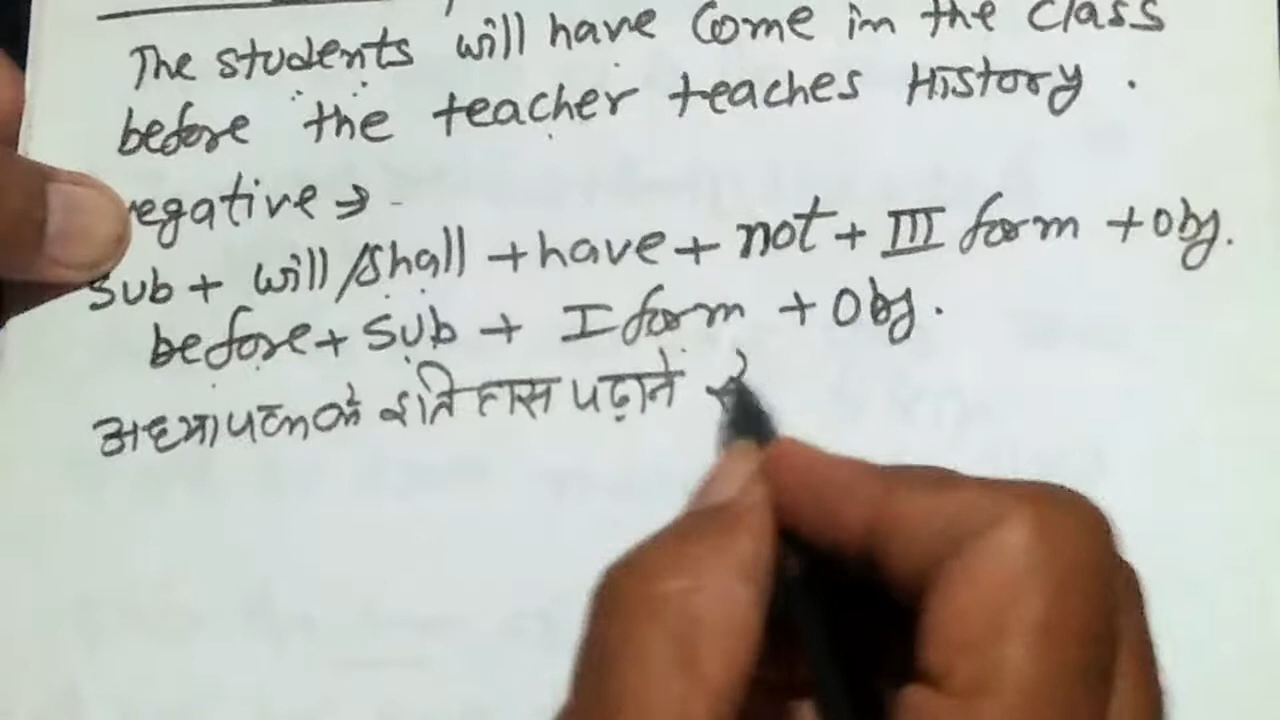 The students will have Come in the Class
before the teacher teaches History.
egative →
Sub + will/shall + have + not + III form + obj.
before + Sub + I form + Obj.
अध्यापक के इतिहास पढ़ाने से